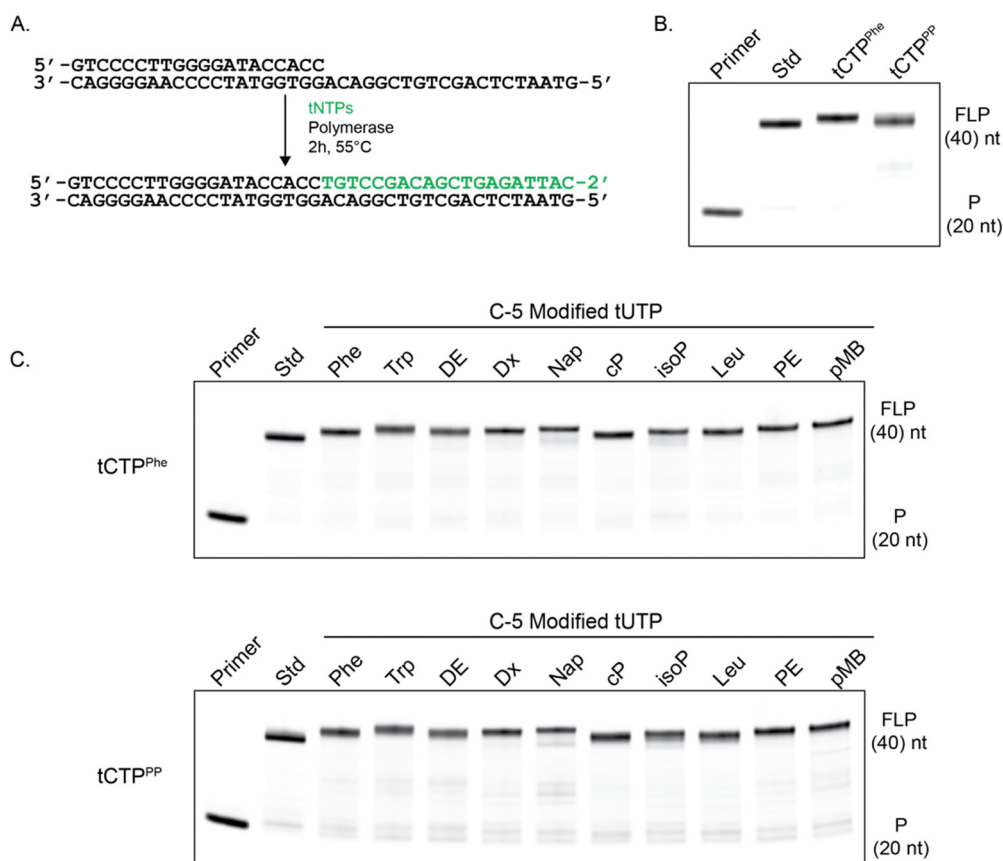 A.
5'-GTCCCCTTGGGGATACCACC
3'-CAGGGGAACCCCTATGGTGGACAGGCTGTCGACTCTAATG-5'
tNTPs
Polymerase
2h, 55°C
5'-GTCCCCTTGGGGATACCACCTGTCCGACAGCTGAGATTAC-2'
3'-CAGGGGAACCCCTATGGTGGACAGGCTGTCGACTCTAATG-5'
B.
Primer Std tCTPPhe tCTPPP
FLP
(40) nt
P
(20 nt)
C.
C-5 Modified tUTP
Primer Std Phe Trp DE Dx Nap cP isoP Leu PE pMB
tCTPPhe
FLP
(40) nt
P
(20 nt)
C-5 Modified tUTP
Primer Std Phe Trp DE Dx Nap cP isoP Leu PE pMB
tCTPPP
FLP
(40) nt
P
(20 nt)